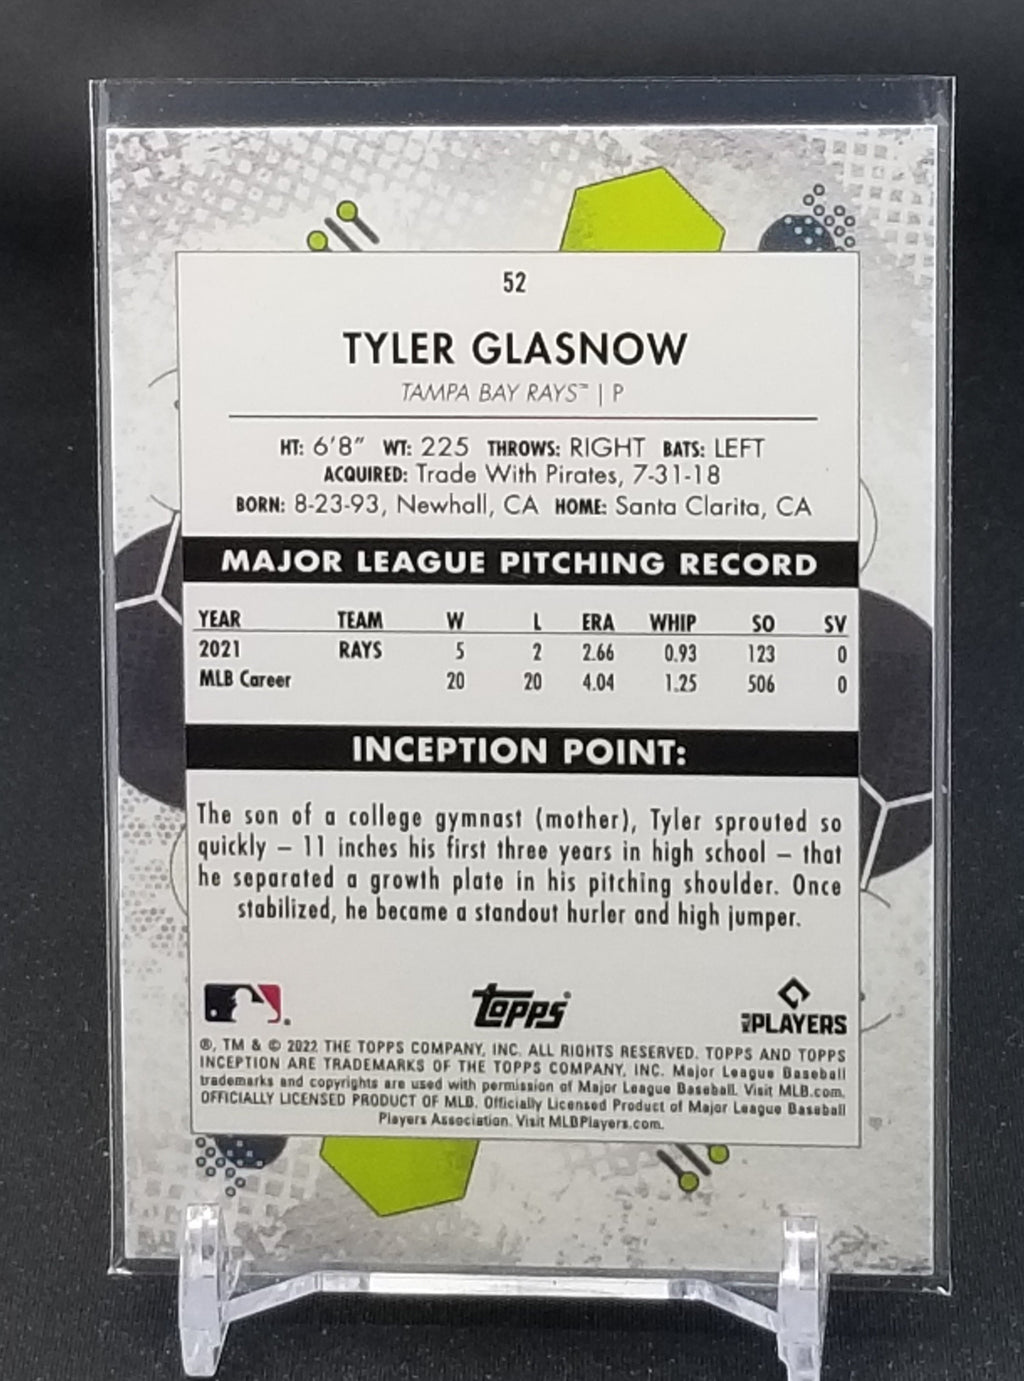 52
TYLER GLASNOW
TAMPA BAY RAYS™ | P
HT: 6'8" WT: 225 THROWS: RIGHT BATS: LEFT
ACQUIRED: Trade With Pirates, 7-31-18
BORN: 8-23-93, Newhall, CA HOME: Santa Clarita, CA
MAJOR LEAGUE PITCHING RECORD
YEAR TEAM W L ERA WHIP SO SV
2021 RAYS 5 2 2.66 0.93 123 0
MLB Career 20 20 4.04 1.25 506 0
INCEPTION POINT:
The son of a college gymnast (mother), Tyler sprouted so
quickly – 11 inches his first three years in high school – that
he separated a growth plate in his pitching shoulder. Once
stabilized, he became a standout hurler and high jumper.
Topps®
MLB PLAYERS
®, TM & © 2022 THE TOPPS COMPANY, INC. ALL RIGHTS RESERVED. TOPPS AND TOPPS
INCEPTION ARE TRADEMARKS OF THE TOPPS COMPANY, INC. Major League Baseball
trademarks and copyrights are used with permission of Major League Baseball. Visit MLB.com.
OFFICIALLY LICENSED PRODUCT OF MLB. Officially Licensed Product of Major League Baseball
Players Association. Visit MLBPlayers.com.